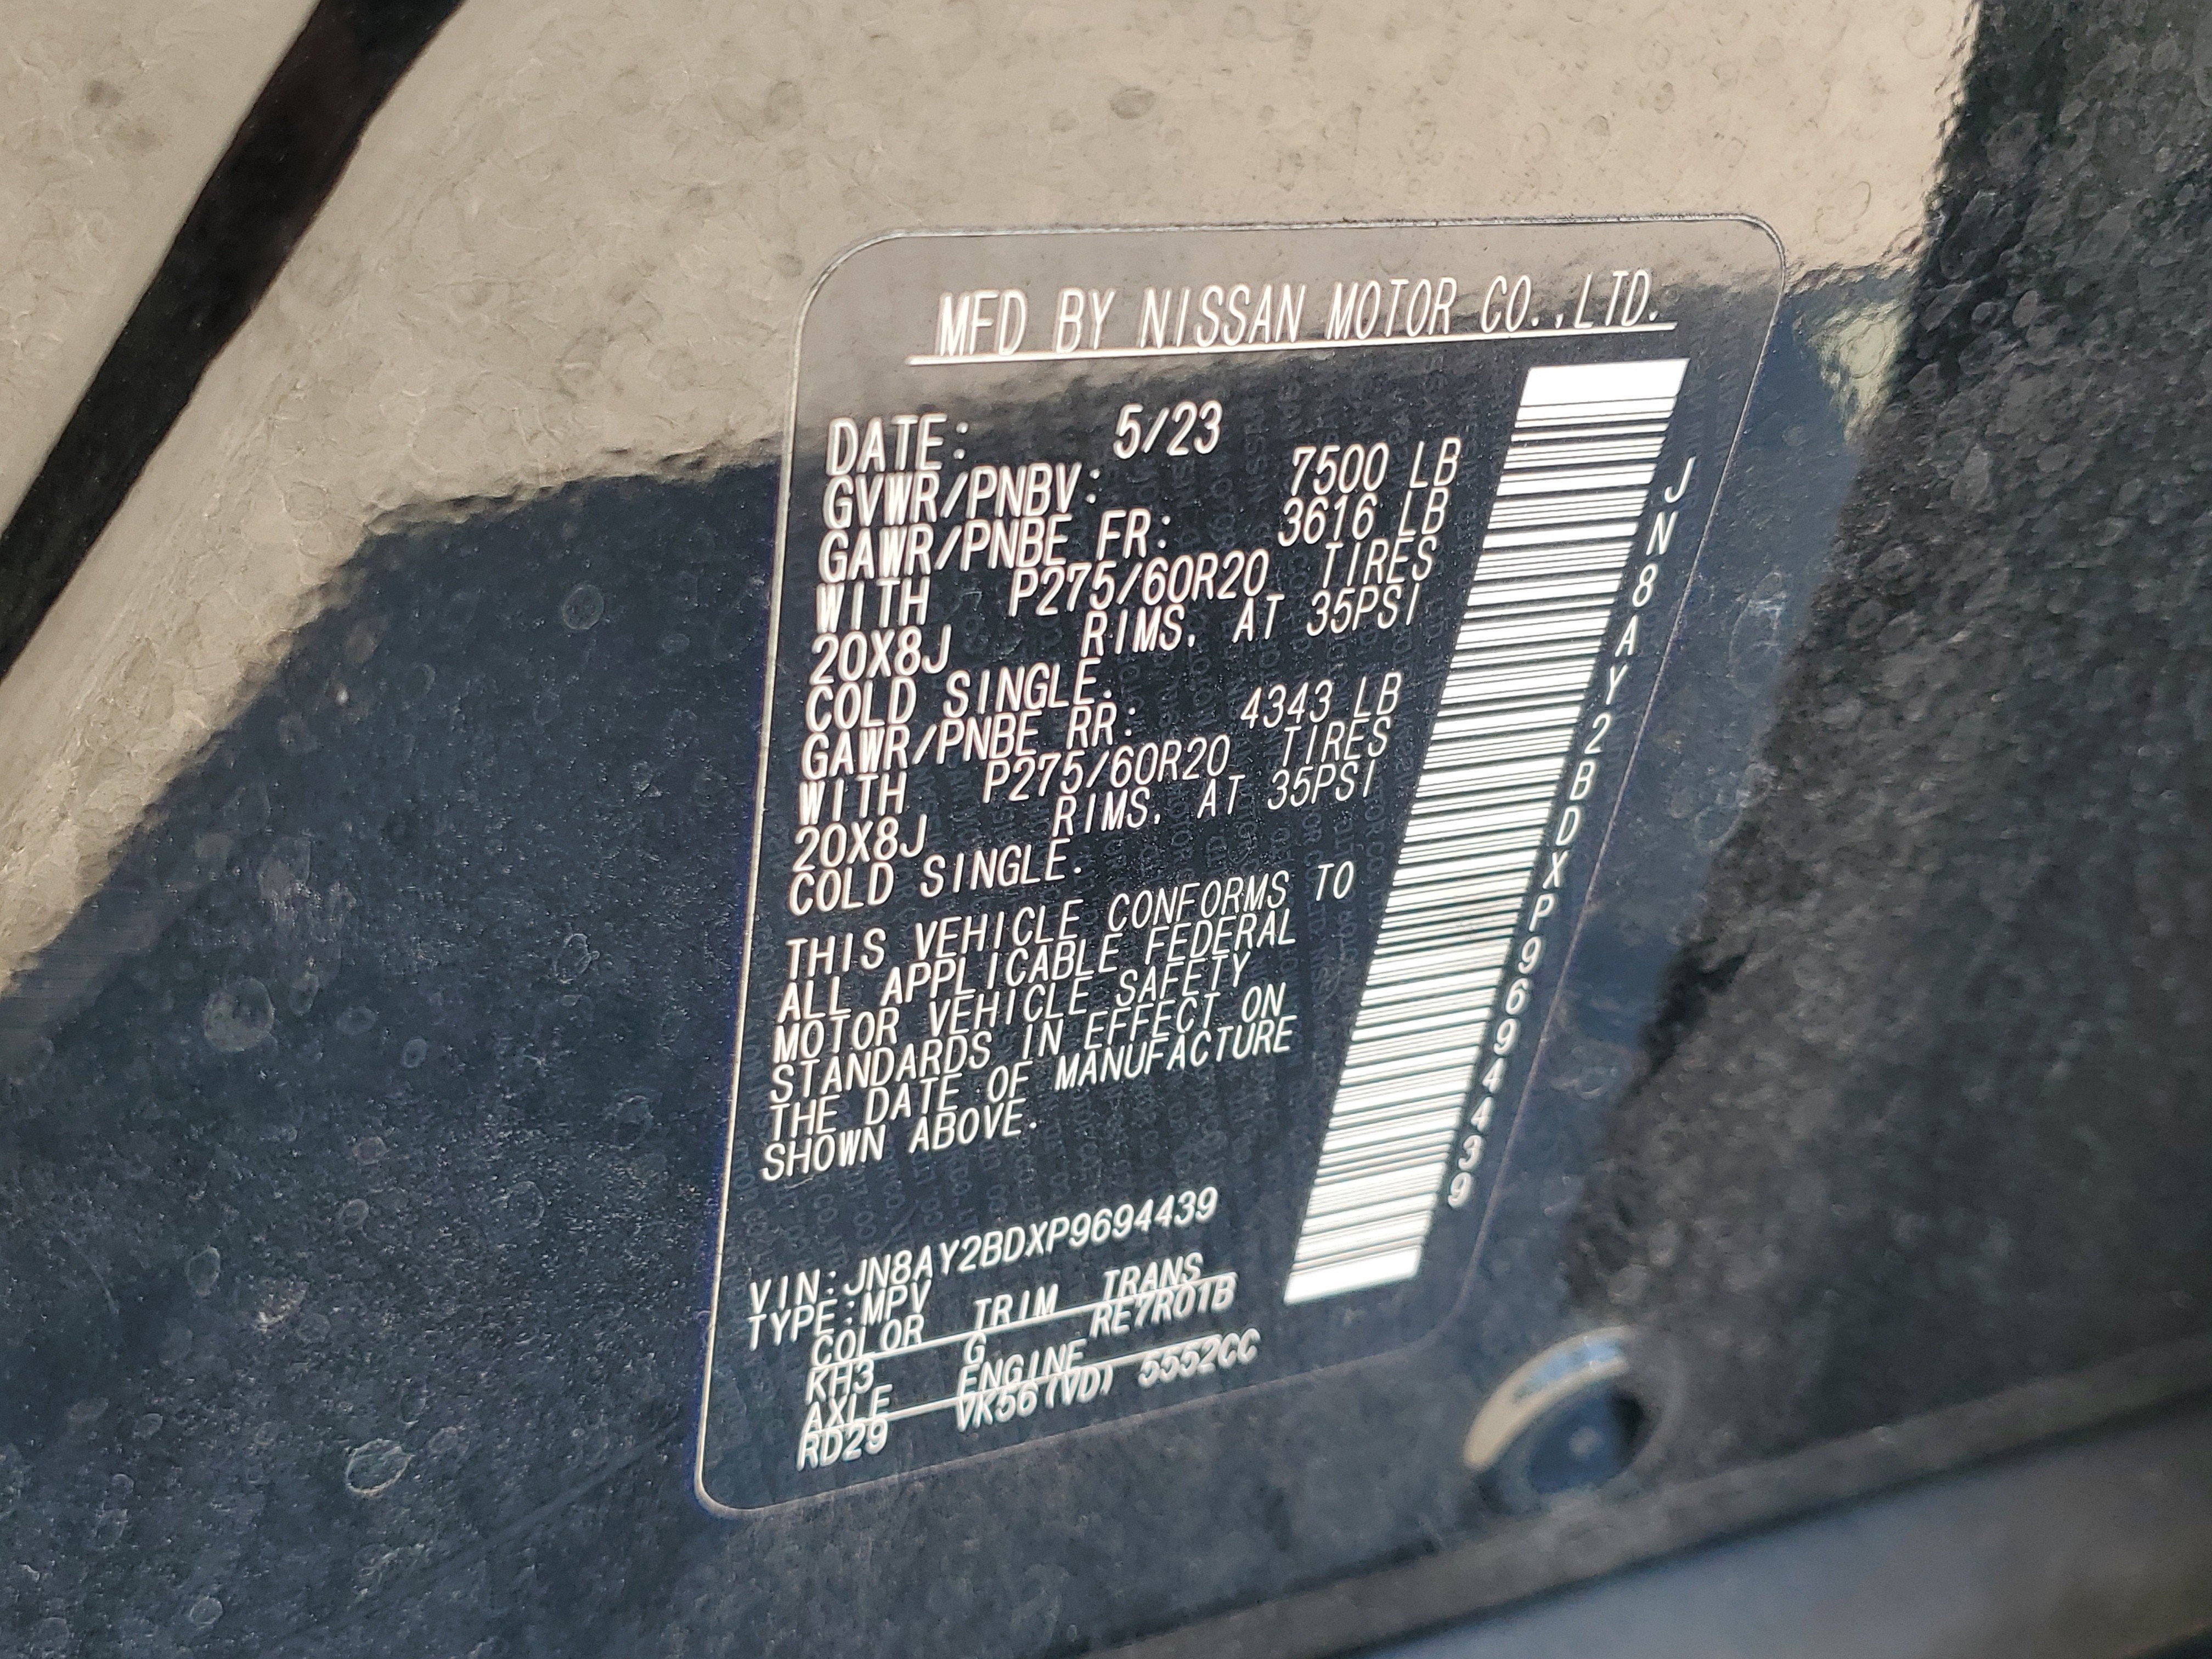 MFD BY NISSAN MOTOR CO.,LTD.
DATE: 5/23
GVWR/PNBV: 7500 LB
GAWR/PNBE FR: 3616 LB
WITH P275/60R20 TIRES
20X8J RIMS, AT 35PSI
COLD SINGLE.
GAWR/PNBE RR: 4343 LB
WITH P275/60R20 TIRES
20X8J RIMS, AT 35PSI
COLD SINGLE.
THIS VEHICLE CONFORMS TO
ALL APPLICABLE FEDERAL
MOTOR VEHICLE SAFETY
STANDARDS IN EFFECT ON
THE DATE OF MANUFACTURE
SHOWN ABOVE.
VIN:JN8AY2BDXP9694439
TYPE:MPV
COLOR TRIM TRANS
KH3 G RE7R01B
AXLE ENGINE
RD29 VK56(VD) 5552CC
JN8AY2BDXP9694439